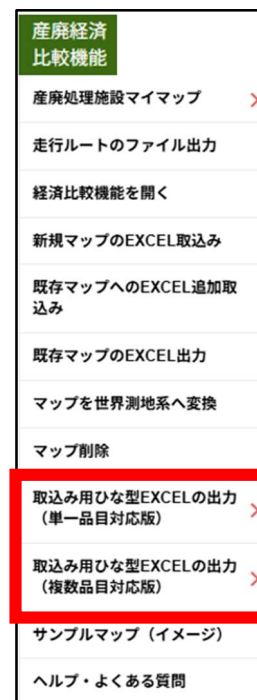 産廃経済
比較機能
産廃処理施設マイマップ
走行ルートのファイル出力
経済比較機能を開く
新規マップのEXCEL取込み
既存マップへのEXCEL追加取
込み
既存マップのEXCEL出力
マップを世界測地系へ変換
マップ削除
取込み用ひな型EXCELの出力
（単一品目対応版）
取込み用ひな型EXCELの出力
（複数品目対応版）
サンプルマップ（イメージ）
ヘルプ・よくある質問